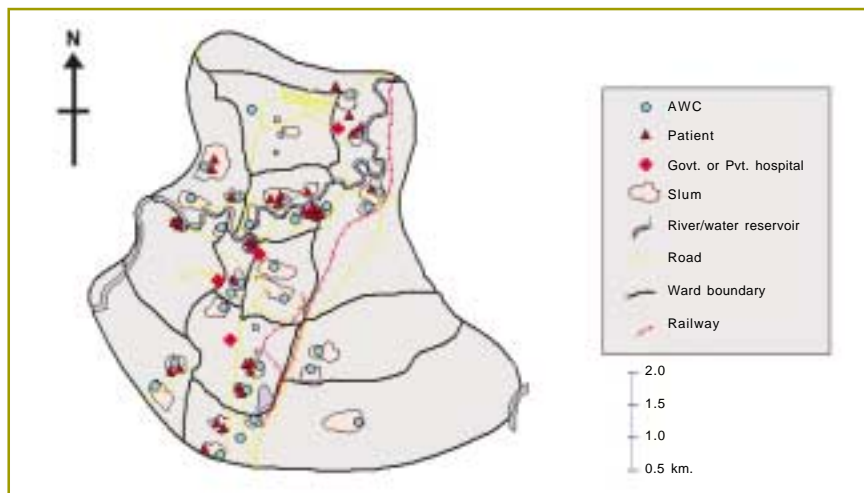 N
AWC
Patient
Govt. or Pvt. hospital
Slum
River/water reservoir
Road
Ward boundary
Railway
2.0
1.5
1.0
0.5 km.